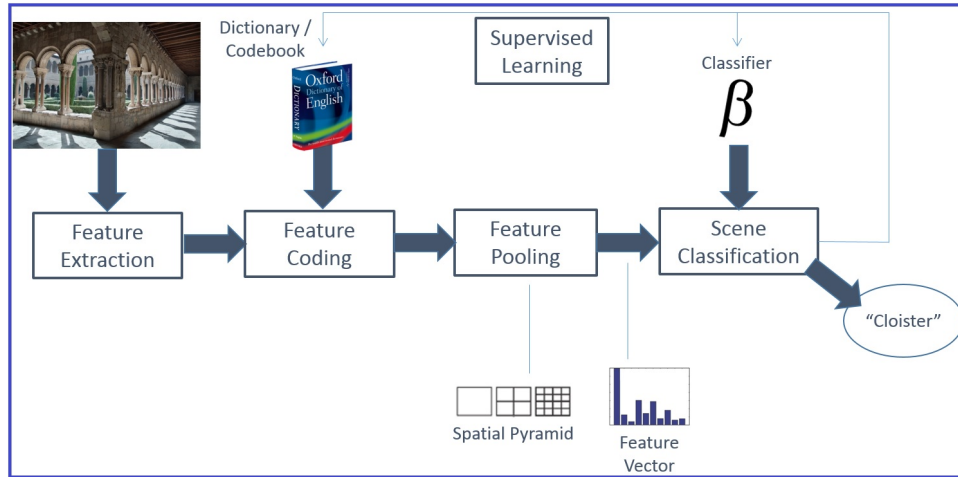 Dictionary /
Codebook
Oxford
Dictionary of
English
DICTIONARY
Supervised
Learning
Classifier
β
Feature
Extraction
Feature
Coding
Feature
Pooling
Scene
Classification
“Cloister”
Spatial Pyramid
Feature
Vector